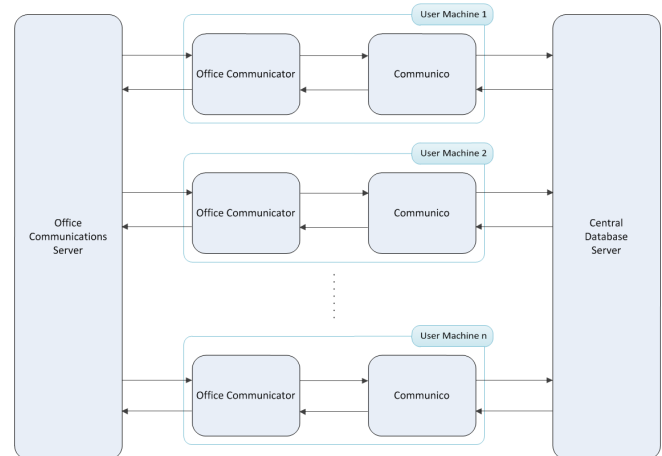 User Machine 1
Office Communicator
Communico
User Machine 2
Office Communicator
Communico
Office
Communications
Server
Central
Database
Server
User Machine n
Office Communicator
Communico